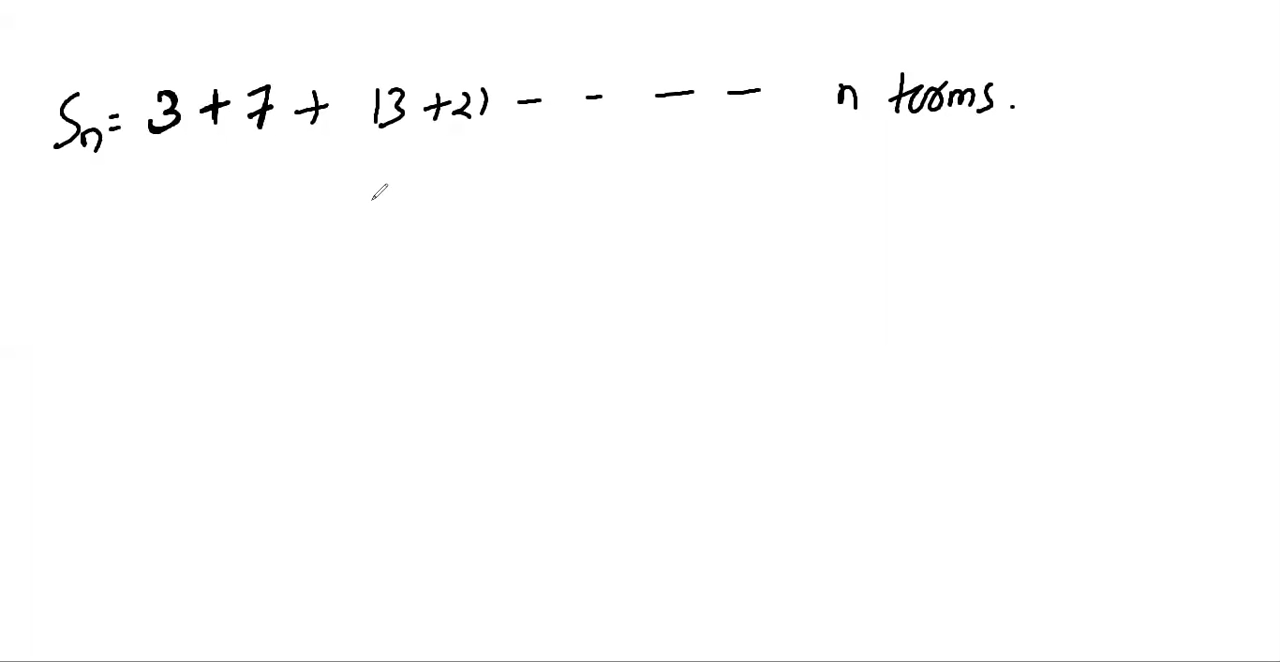 Sn= 3 + 7 + 13 +21 - - - - n terms.